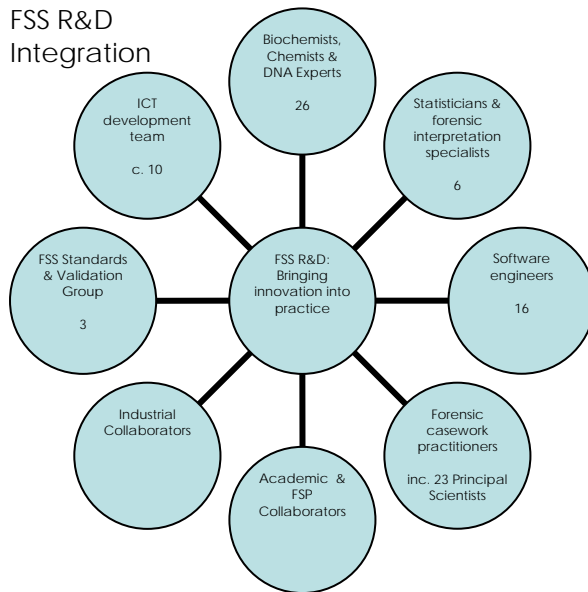 FSS R&D
Integration
Biochemists,
Chemists &
DNA Experts
26
Statisticians &
forensic
interpretation
specialists
6
Software
engineers
16
Forensic
casework
practitioners
inc. 23 Principal
Scientists
Academic & 
FSP
Collaborators
Industrial
Collaborators
FSS Standards
& Validation
Group
3
ICT
development
team
c. 10
FSS R&D:
Bringing
innovation into
practice